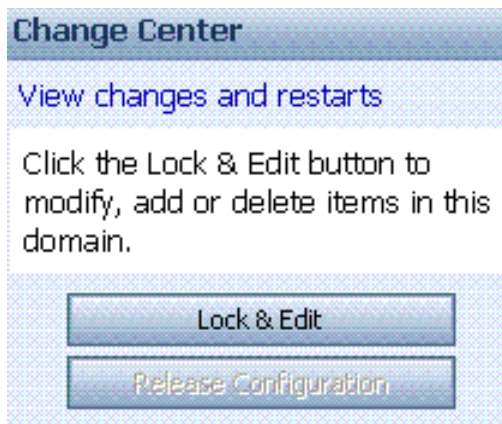 Change Center
View changes and restarts
Click the Lock & Edit button to
modify, add or delete items in this
domain.
Lock & Edit
Release Configuration